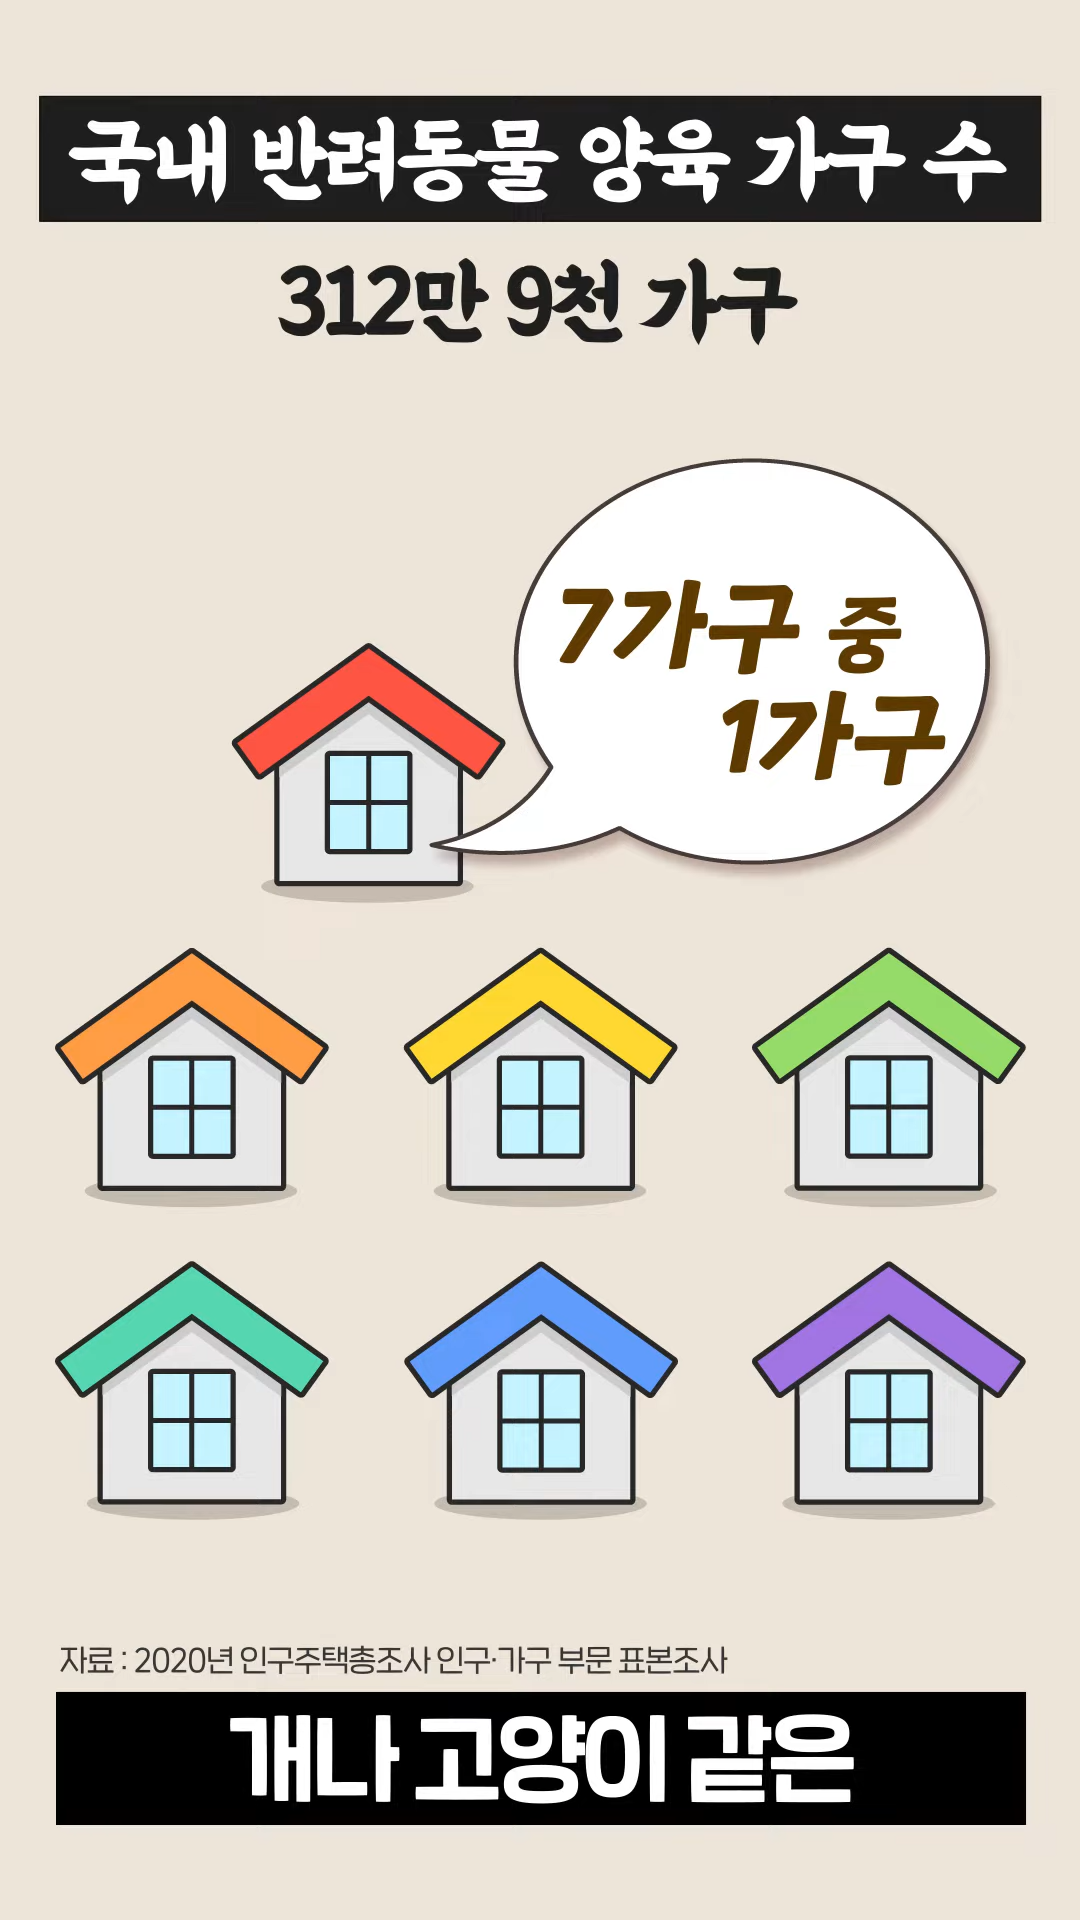 국내 반려동물 양육 가구 수
312만 9천 가구
7가구 중
1가구
자료 : 2020년 인구주택총조사 인구·가구 부문 표본조사
개나 고양이 같은